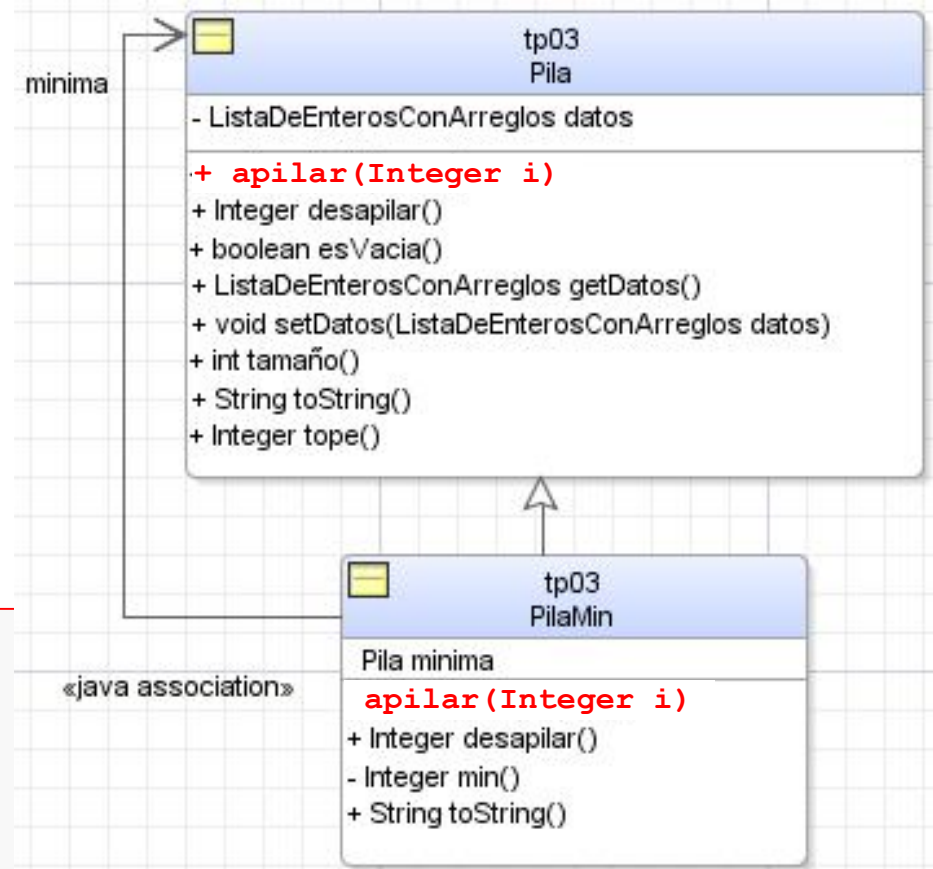 minima
tp03
Pila
- ListaDeEnterosConArreglos datos
+ apilar(Integer i)
+ Integer desapilar()
+ boolean esVacia()
+ ListaDeEnterosConArreglos getDatos()
+ void setDatos(ListaDeEnterosConArreglos datos)
+ int tamaño()
+ String toString()
+ Integer tope()
tp03
PilaMin
Pila minima
«java association»
apilar(Integer i)
+ Integer desapilar()
- Integer min()
+ String toString()